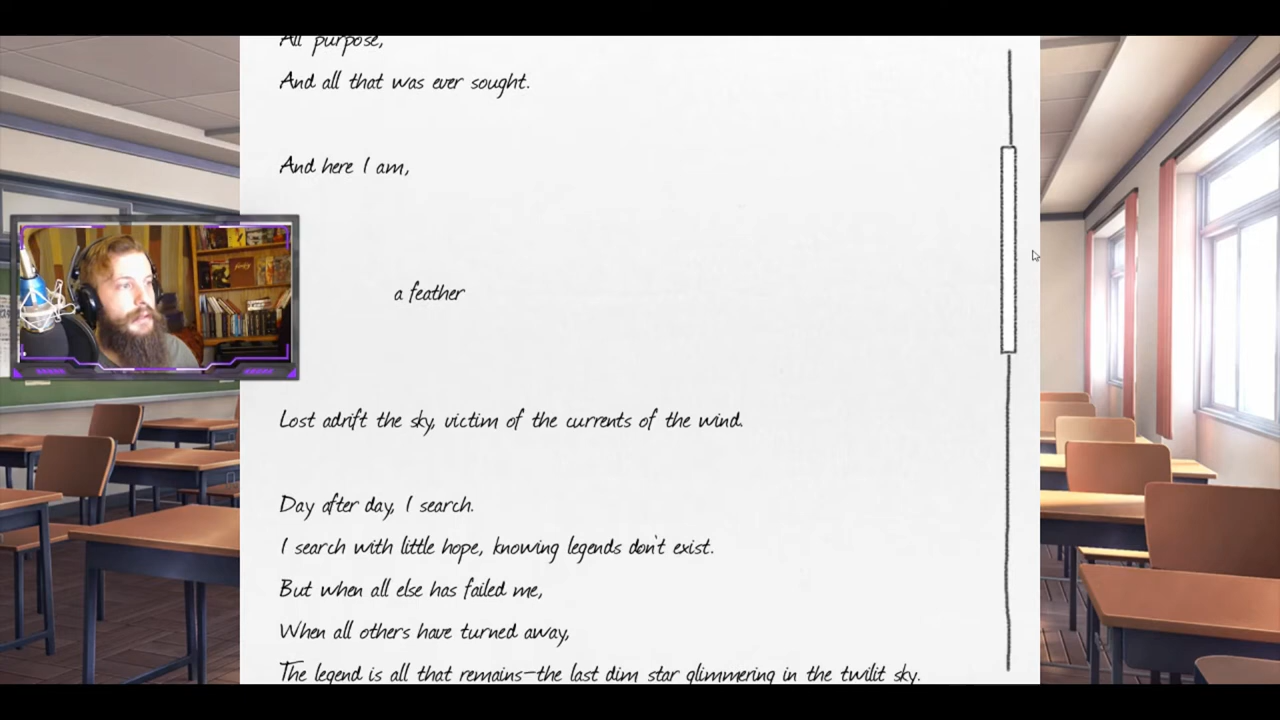 All purpose,
And all that was ever sought.
And here I am,
a feather
Lost adrift the sky, victim of the currents of the wind.
Day after day, I search.
I search with little hope, knowing legends don't exist.
But when all else has failed me,
When all others have turned away,
The legend is all that remains—the last dim star glimmering in the twilit sky.